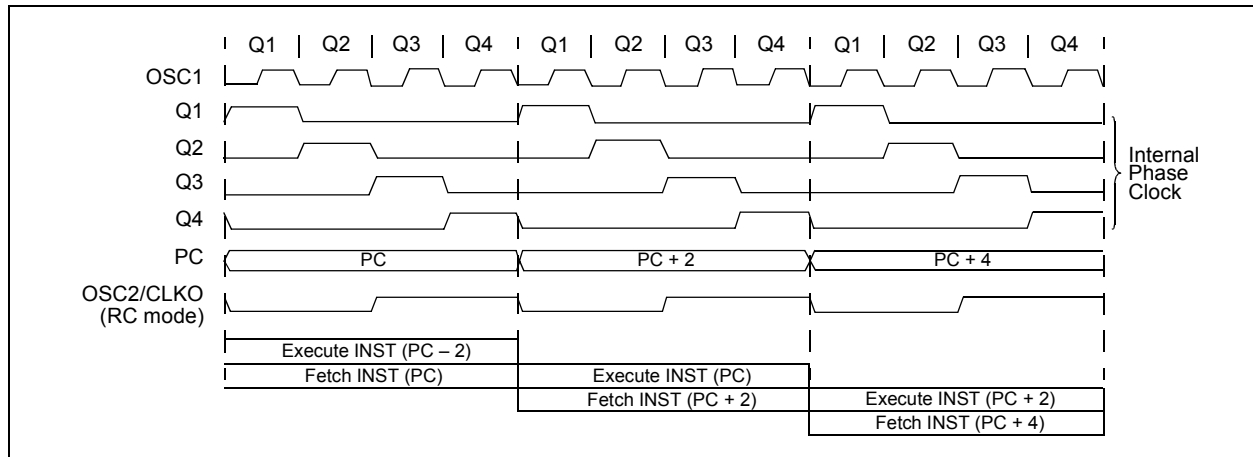 Q1 Q2 Q3 Q4 Q1 Q2 Q3 Q4 Q1 Q2 Q3 Q4
OSC1
Q1
Q2
Q3
Q4
Internal
Phase
Clock
PC PC PC + 2 PC + 4
OSC2/CLKO
(RC mode)
Execute INST (PC – 2)
Fetch INST (PC) Execute INST (PC)
Fetch INST (PC + 2) Execute INST (PC + 2)
Fetch INST (PC + 4)